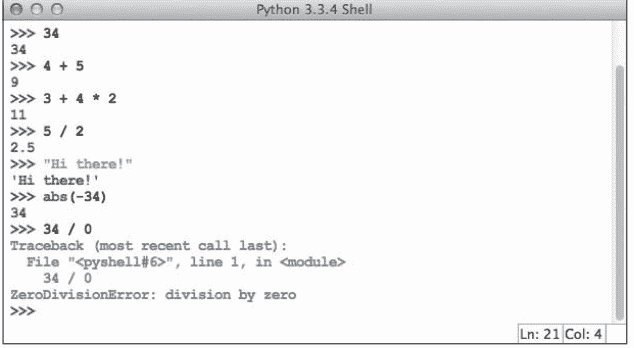 Python 3.3.4 Shell
>>> 34
34
>>> 4 + 5
9
>>> 3 + 4 * 2
11
>>> 5 / 2
2.5
>>> "Hi there!"
'Hi there!'
>>> abs(-34)
34
>>> 34 / 0
Traceback (most recent call last):
  File "<pyshell#6>", line 1, in <module>
    34 / 0
ZeroDivisionError: division by zero
>>>
Ln: 21 Col: 4